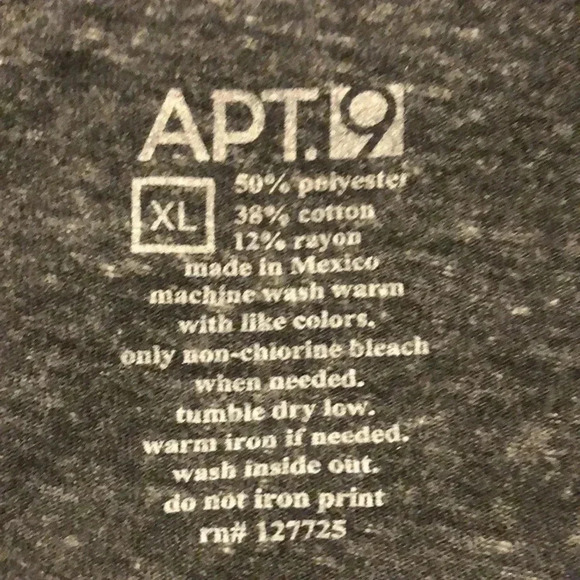 APT.9
XL
50% polyester
38% cotton
12% rayon
made in Mexico
machine wash warm
with like colors.
only non-chlorine bleach
when needed.
tumble dry low.
warm iron if needed.
wash inside out.
do not iron print
rn# 127725